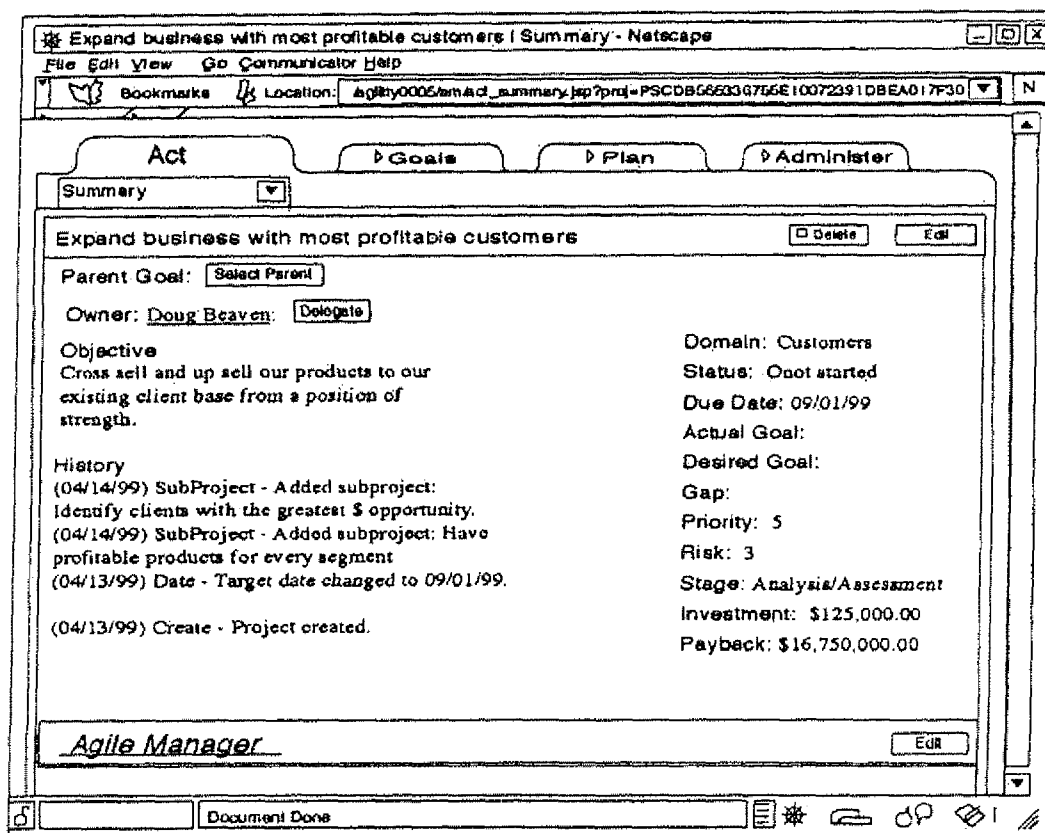 Expand business with most profitable customers | Summary - Netscape
File Edit View Go Communicator Help
Bookmarks Location: N
Act Goals Plan Administer
Summary
Expand business with most profitable customers Delete Edit
Parent Goal: Select Parent
Owner: Doug Beaven: Delegate
Objective
Cross sell and up sell our products to our
existing client base from a position of
strength.
History
(04/14/99) SubProject - Added subproject:
Identify clients with the greatest $ opportunity.
(04/14/99) SubProject - Added subproject: Have
profitable products for every segment
(04/13/99) Date - Target date changed to 09/01/99.
(04/13/99) Create - Project created.
Domain: Customers
Status: Onot started
Due Date: 09/01/99
Actual Goal:
Desired Goal:
Gap:
Priority: 5
Risk: 3
Stage: Analysis/Assessment
Investment: $125,000.00
Payback: $16,750,000.00
Agile Manager Edit
Document Done